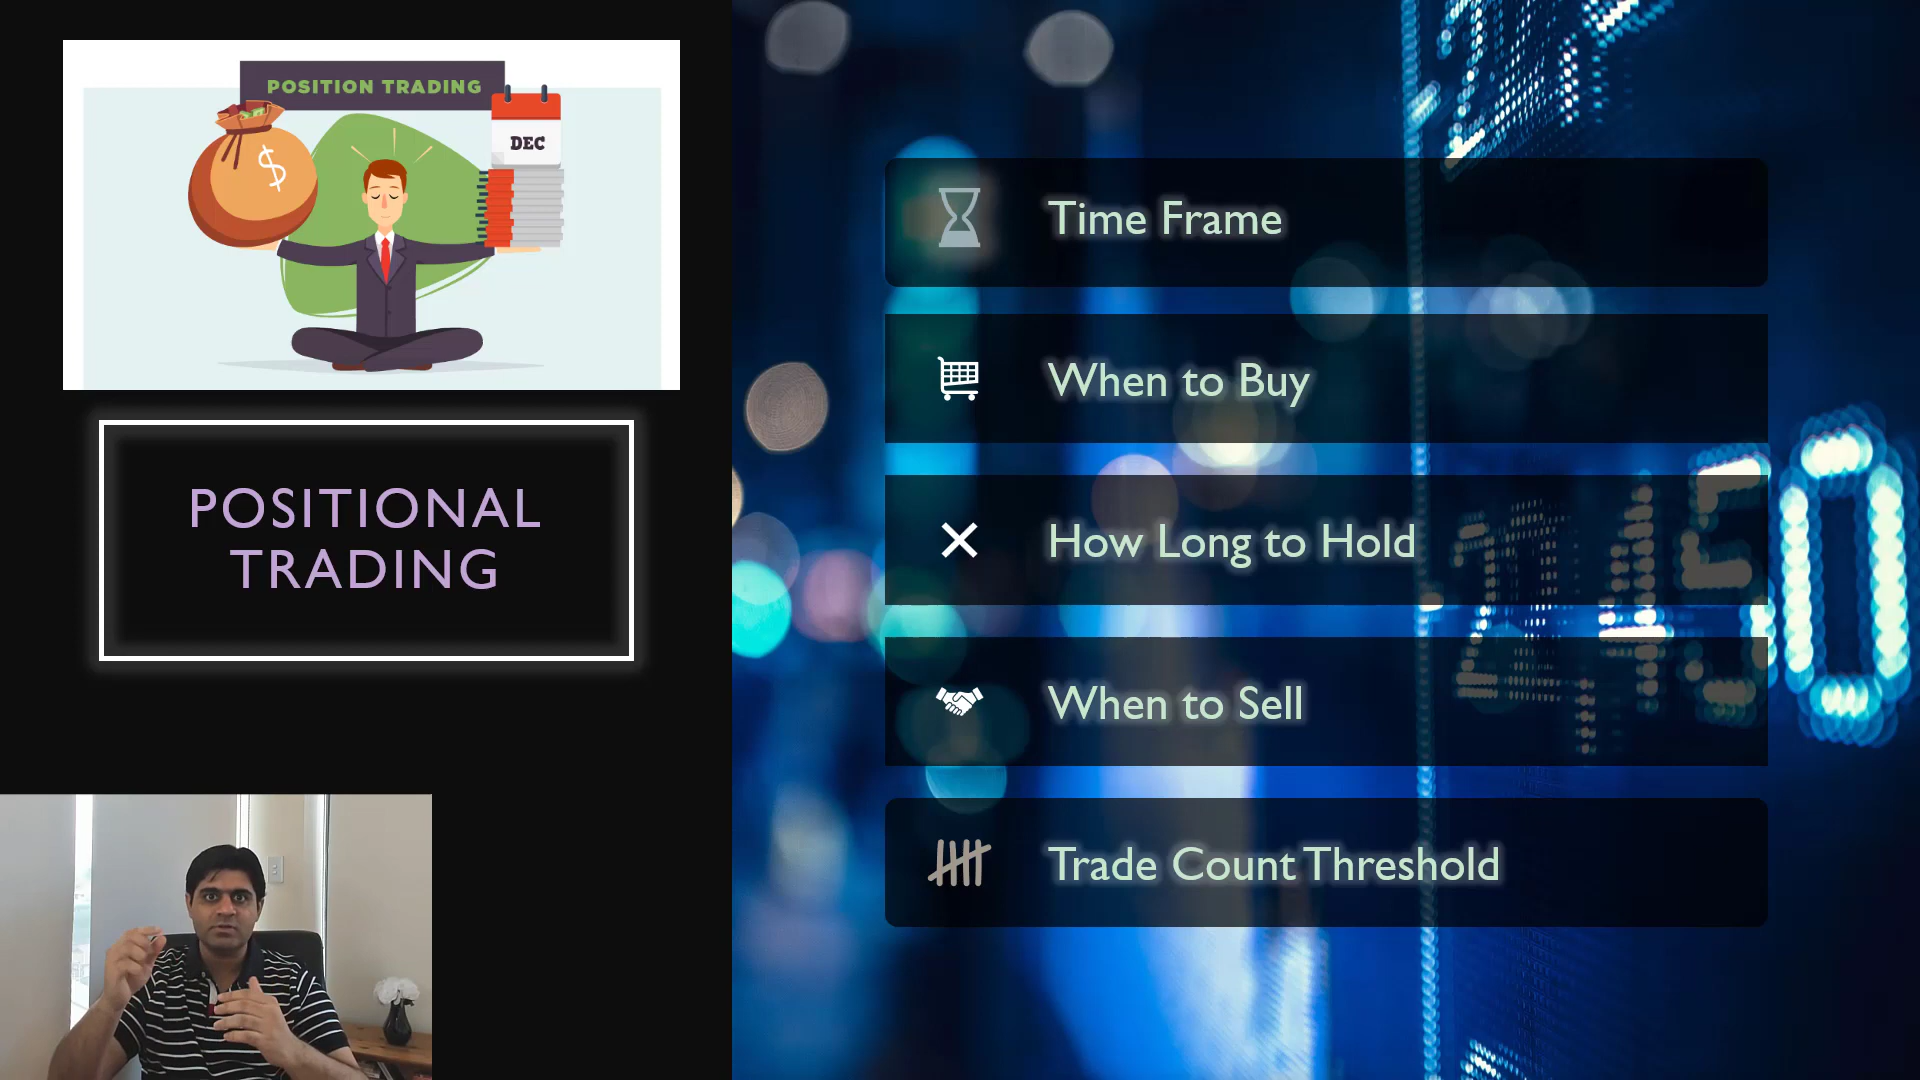 POSITION TRADING
$
DEC
POSITIONAL
TRADING
Time Frame
When to Buy
How Long to Hold
When to Sell
Trade Count Threshold